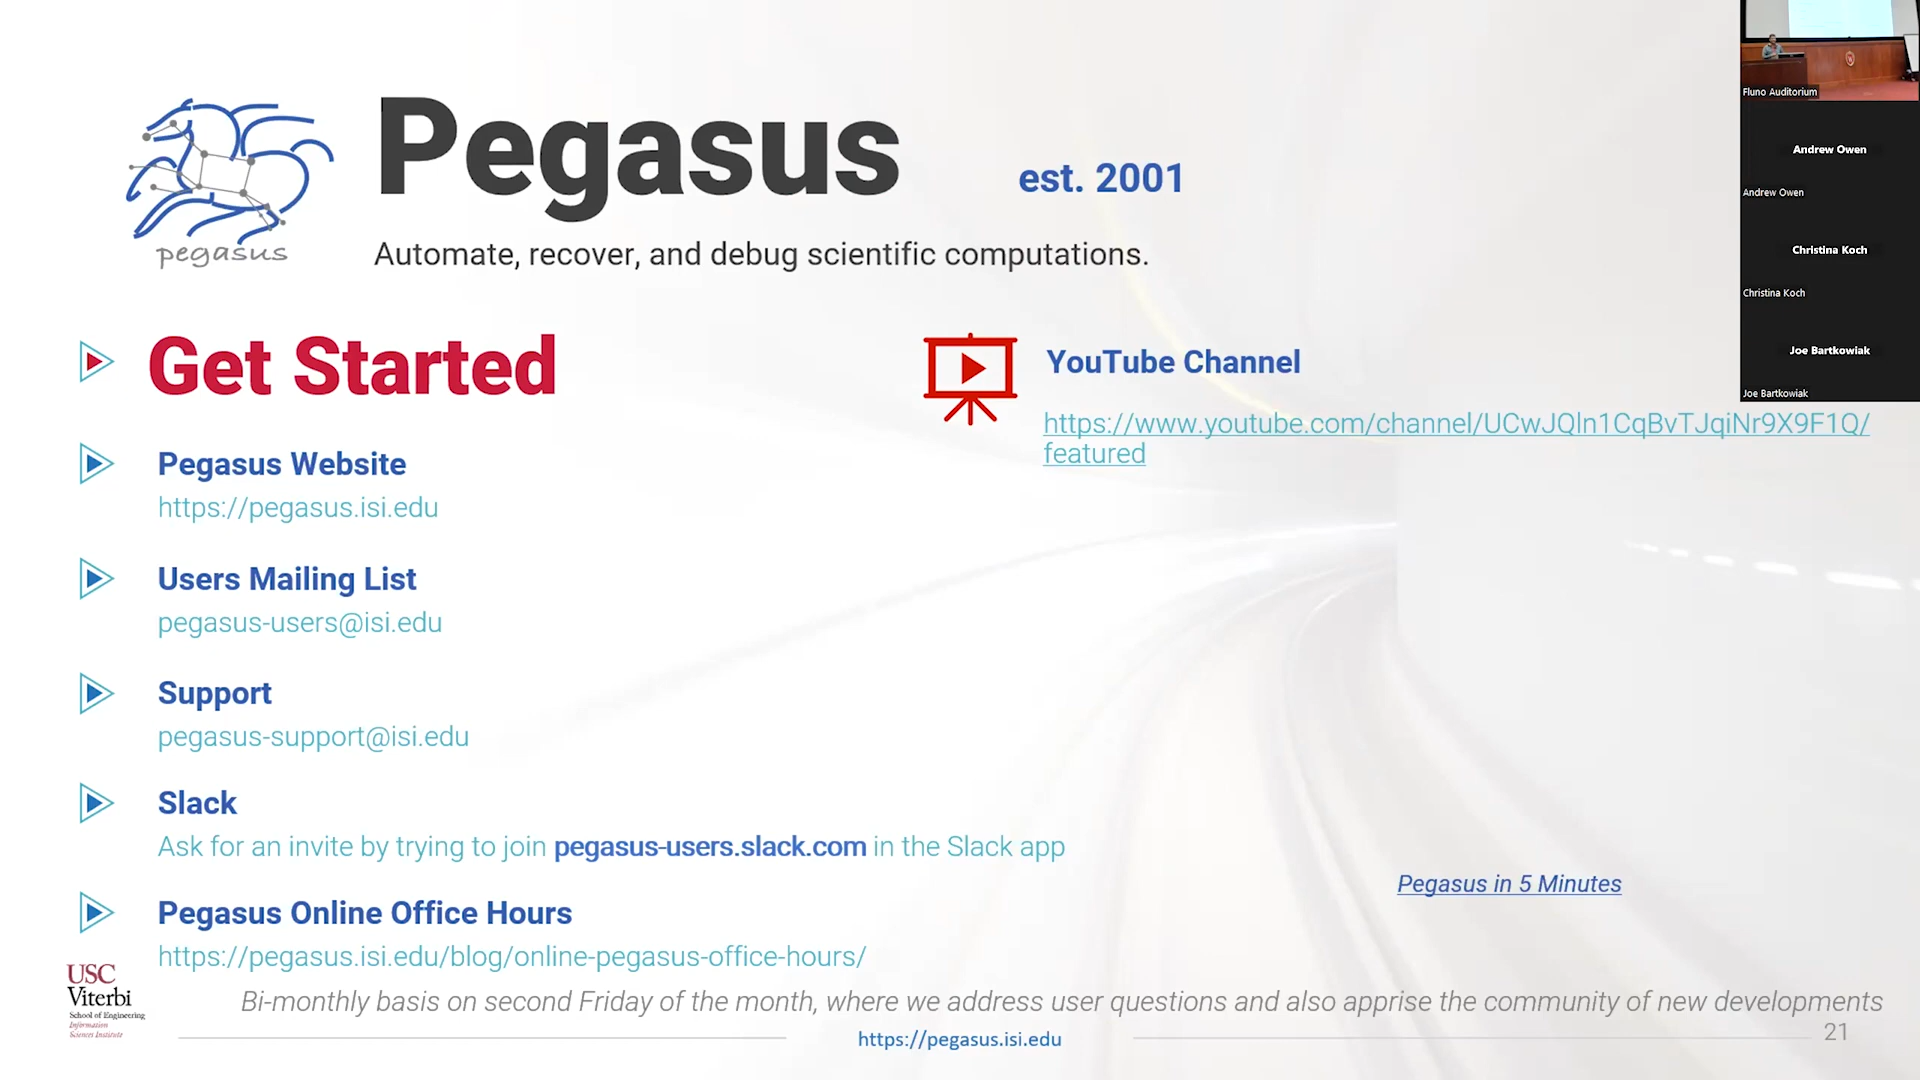 pegasus
Pegasus
est. 2001
Automate, recover, and debug scientific computations.
Get Started
Pegasus Website
https://pegasus.isi.edu
Users Mailing List
pegasus-users@isi.edu
Support
pegasus-support@isi.edu
Slack
Ask for an invite by trying to join pegasus-users.slack.com in the Slack app
Pegasus Online Office Hours
https://pegasus.isi.edu/blog/online-pegasus-office-hours/
Bi-monthly basis on second Friday of the month, where we address user questions and also apprise the community of new developments
YouTube Channel
https://www.youtube.com/channel/UCwJQln1CqBvTJqiNr9X9F1Q/
featured
Pegasus in 5 Minutes
USC
Viterbi
School of Engineering
Information
Sciences Institute
https://pegasus.isi.edu
21
Fluno Auditorium
Andrew Owen
Andrew Owen
Christina Koch
Christina Koch
Joe Bartkowiak
Joe Bartkowiak